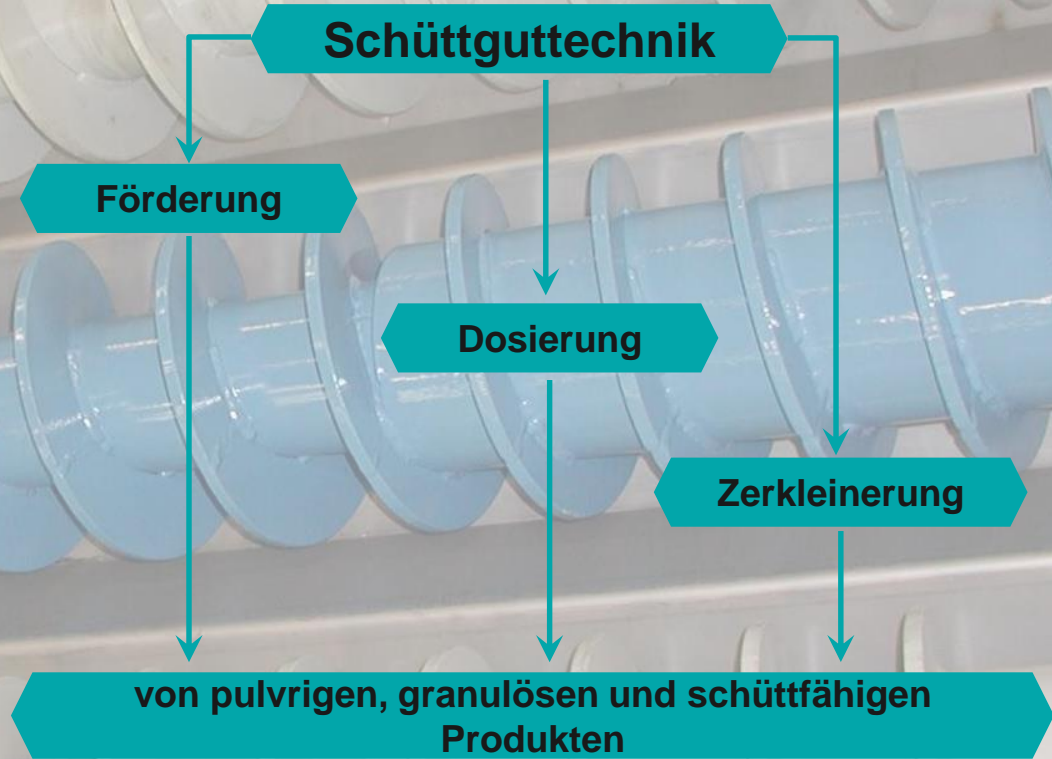 Schüttguttechnik
Förderung
Dosierung
Zerkleinerung
von pulvrigen, granulösen und schüttfähigen
Produkten